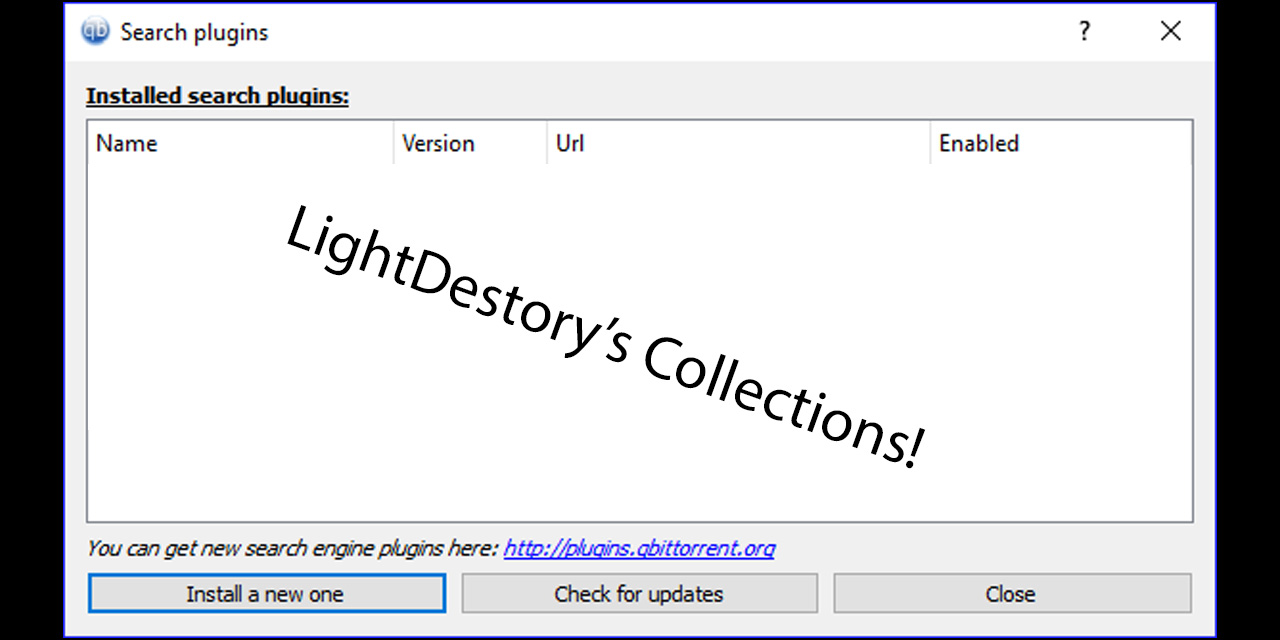 qb Search plugins ?
Installed search plugins:
Name Version Url Enabled
LightDestory's Collections!
You can get new search engine plugins here: http://plugins.qbittorrent.org
Install a new one Check for updates Close